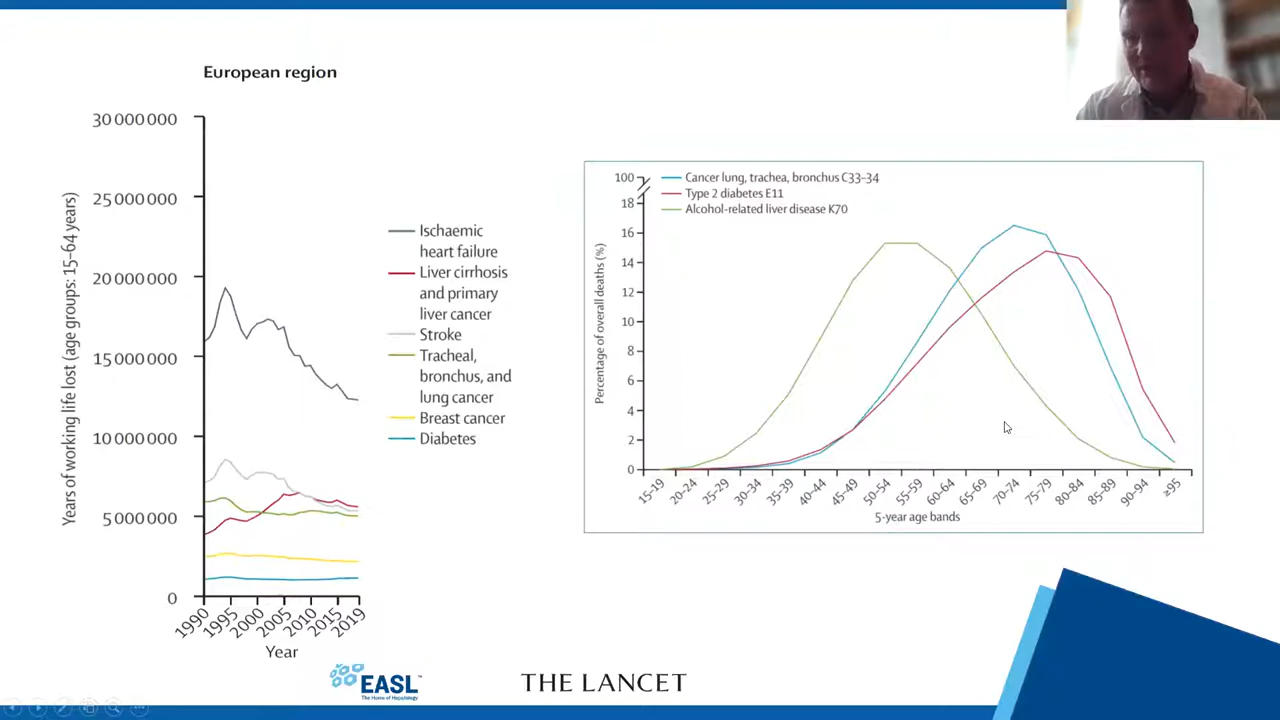 European region
Years of working life lost (age groups: 15–64 years)
30 000 000
25 000 000
20 000 000
15 000 000
10 000 000
5 000 000
0
1990
1995
2000
2005
2010
2015
2019
Year
Ischaemic
heart failure
Liver cirrhosis
and primary
liver cancer
Stroke
Tracheal,
bronchus, and
lung cancer
Breast cancer
Diabetes
Cancer lung, trachea, bronchus C33–34
Type 2 diabetes E11
Alcohol-related liver disease K70
Percentage of overall deaths (%)
100
18
16
14
12
10
8
6
4
2
0
15–19
20–24
25–29
30–34
35–39
40–44
45–49
50–54
55–59
60–64
65–69
70–74
75–79
80–84
85–89
90–94
≥95
5-year age bands
EASL™
The Home of Hepatology
THE LANCET